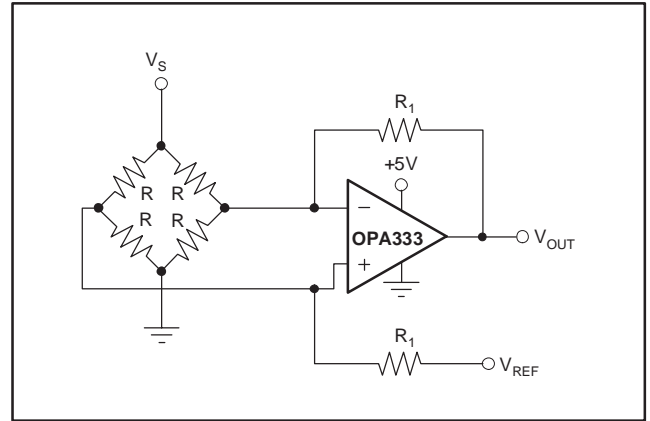 V_S
R_1
+5V
R R
R R
−
OPA333
V_OUT
+
R_1
V_REF